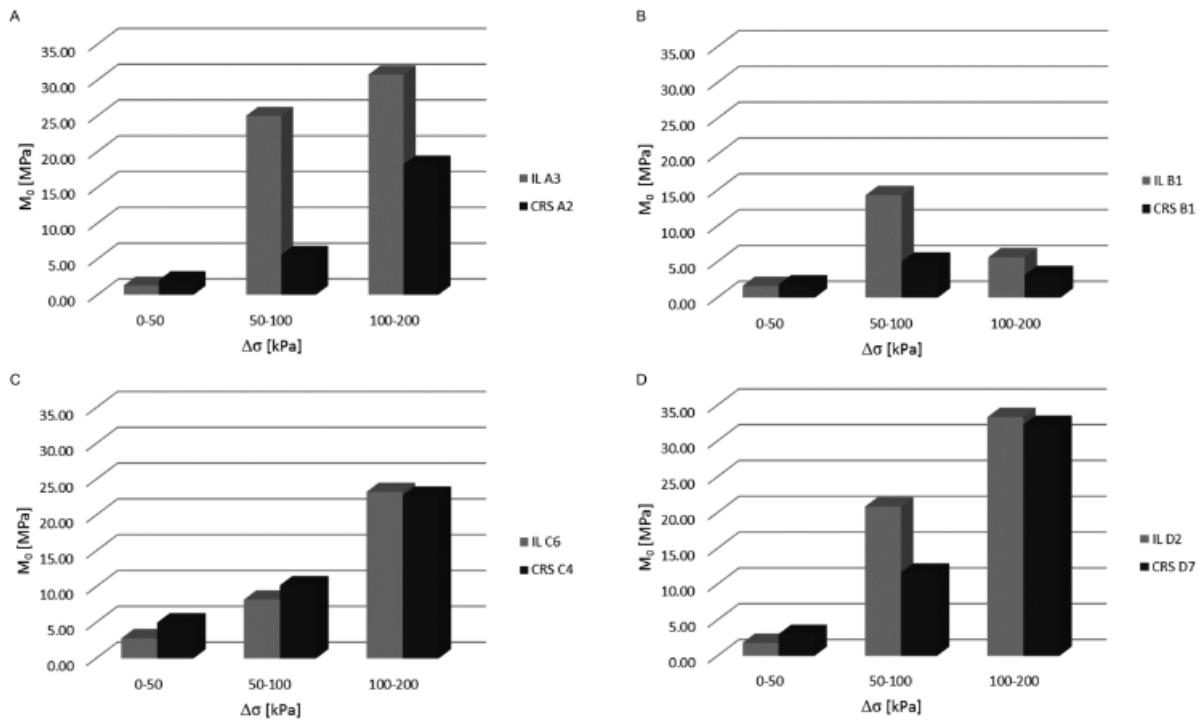 A
35.00
30.00
25.00
20.00
15.00
10.00
5.00
0.00
M₀ [MPa]
0-50 50-100 100-200
Δσ [kPa]
IL A3
CRS A2
B
35.00
30.00
25.00
20.00
15.00
10.00
5.00
0.00
M₀ [MPa]
0-50 50-100 100-200
Δσ [kPa]
IL B1
CRS B1
C
35.00
30.00
25.00
20.00
15.00
10.00
5.00
0.00
M₀ [MPa]
0-50 50-100 100-200
Δσ [kPa]
IL C6
CRS C4
D
35.00
30.00
25.00
20.00
15.00
10.00
5.00
0.00
M₀ [MPa]
0-50 50-100 100-200
Δσ [kPa]
IL D2
CRS D7